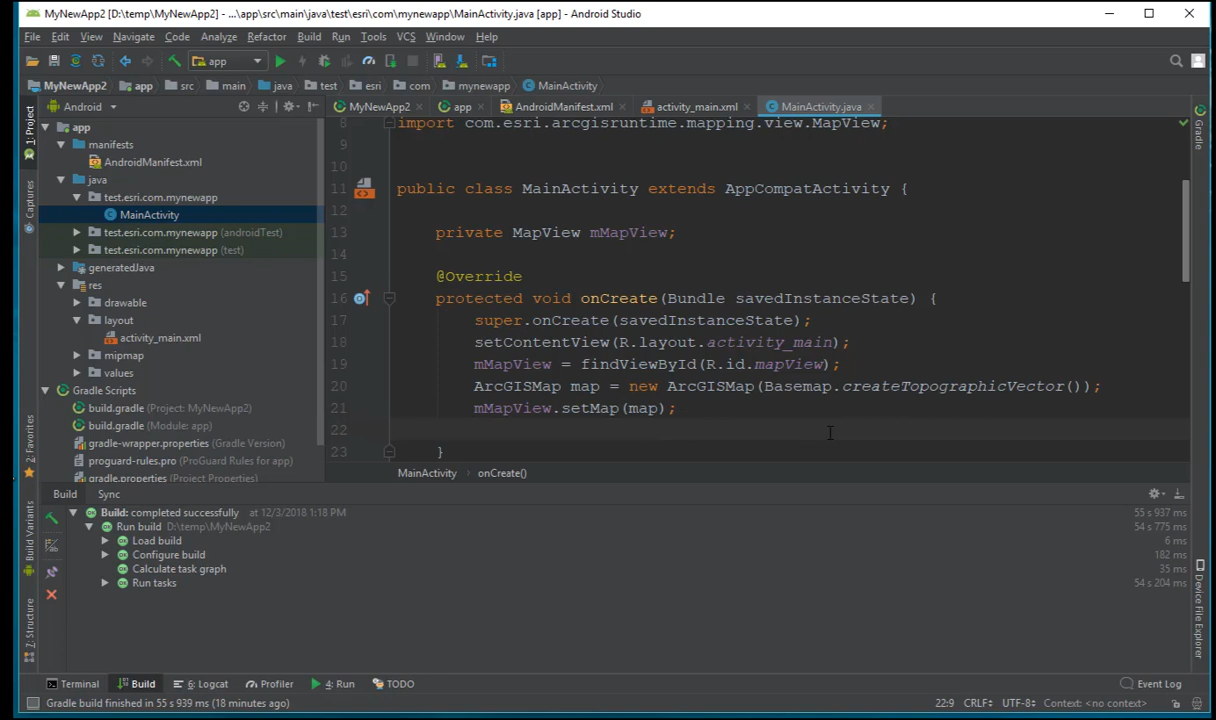 MyNewApp2 [D:\temp\MyNewApp2] - ...\app\src\main\java\test\esri\com\mynewapp\MainActivity.java [app] - Android Studio
File Edit View Navigate Code Analyze Refactor Build Run Tools VCS Window Help
app
MyNewApp2 app src main java test esri com mynewapp MainActivity
Android
MyNewApp2 app AndroidManifest.xml activity_main.xml MainActivity.java
1: Project
Captures
2: Favorites
Build Variants
7: Structure
app
manifests
AndroidManifest.xml
java
test.esri.com.mynewapp
MainActivity
test.esri.com.mynewapp (androidTest)
test.esri.com.mynewapp (test)
generatedJava
res
drawable
layout
activity_main.xml
mipmap
values
Gradle Scripts
build.gradle (Project: MyNewApp2)
build.gradle (Module: app)
gradle-wrapper.properties (Gradle Version)
proguard-rules.pro (ProGuard Rules for app)
gradle.properties (Project Properties)
8 import com.esri.arcgisruntime.mapping.view.MapView;
9
10
11 public class MainActivity extends AppCompatActivity {
12
13 private MapView mMapView;
14
15 @Override
16 protected void onCreate(Bundle savedInstanceState) {
17 super.onCreate(savedInstanceState);
18 setContentView(R.layout.activity_main);
19 mMapView = findViewById(R.id.mapView);
20 ArcGISMap map = new ArcGISMap(Basemap.createTopographicVector());
21 mMapView.setMap(map);
22
23 }
MainActivity onCreate()
Gradle
Device File Explorer
Build Sync
Build: completed successfully at 12/3/2018 1:18 PM 55 s 937 ms
Run build D:\temp\MyNewApp2 54 s 775 ms
Load build 6 ms
Configure build 182 ms
Calculate task graph 35 ms
Run tasks 54 s 204 ms
Terminal Build 6: Logcat Profiler 4: Run TODO Event Log
Gradle build finished in 55 s 939 ms (18 minutes ago) 22:9 CRLF UTF-8 Context: <no context>